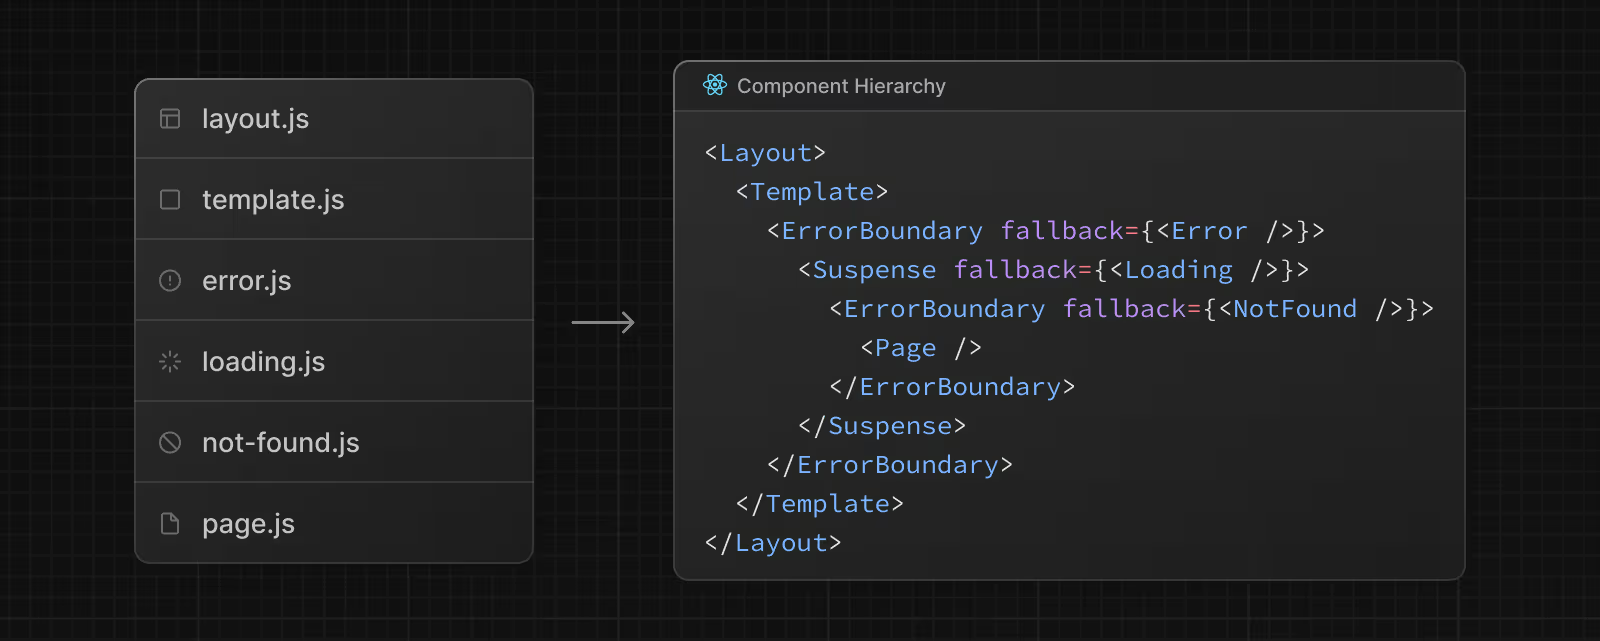 layout.js
template.js
error.js
loading.js
not-found.js
page.js
Component Hierarchy
<Layout>
  <Template>
    <ErrorBoundary fallback={<Error />}>
      <Suspense fallback={<Loading />}>
        <ErrorBoundary fallback={<NotFound />}>
          <Page />
        </ErrorBoundary>
      </Suspense>
    </ErrorBoundary>
  </Template>
</Layout>